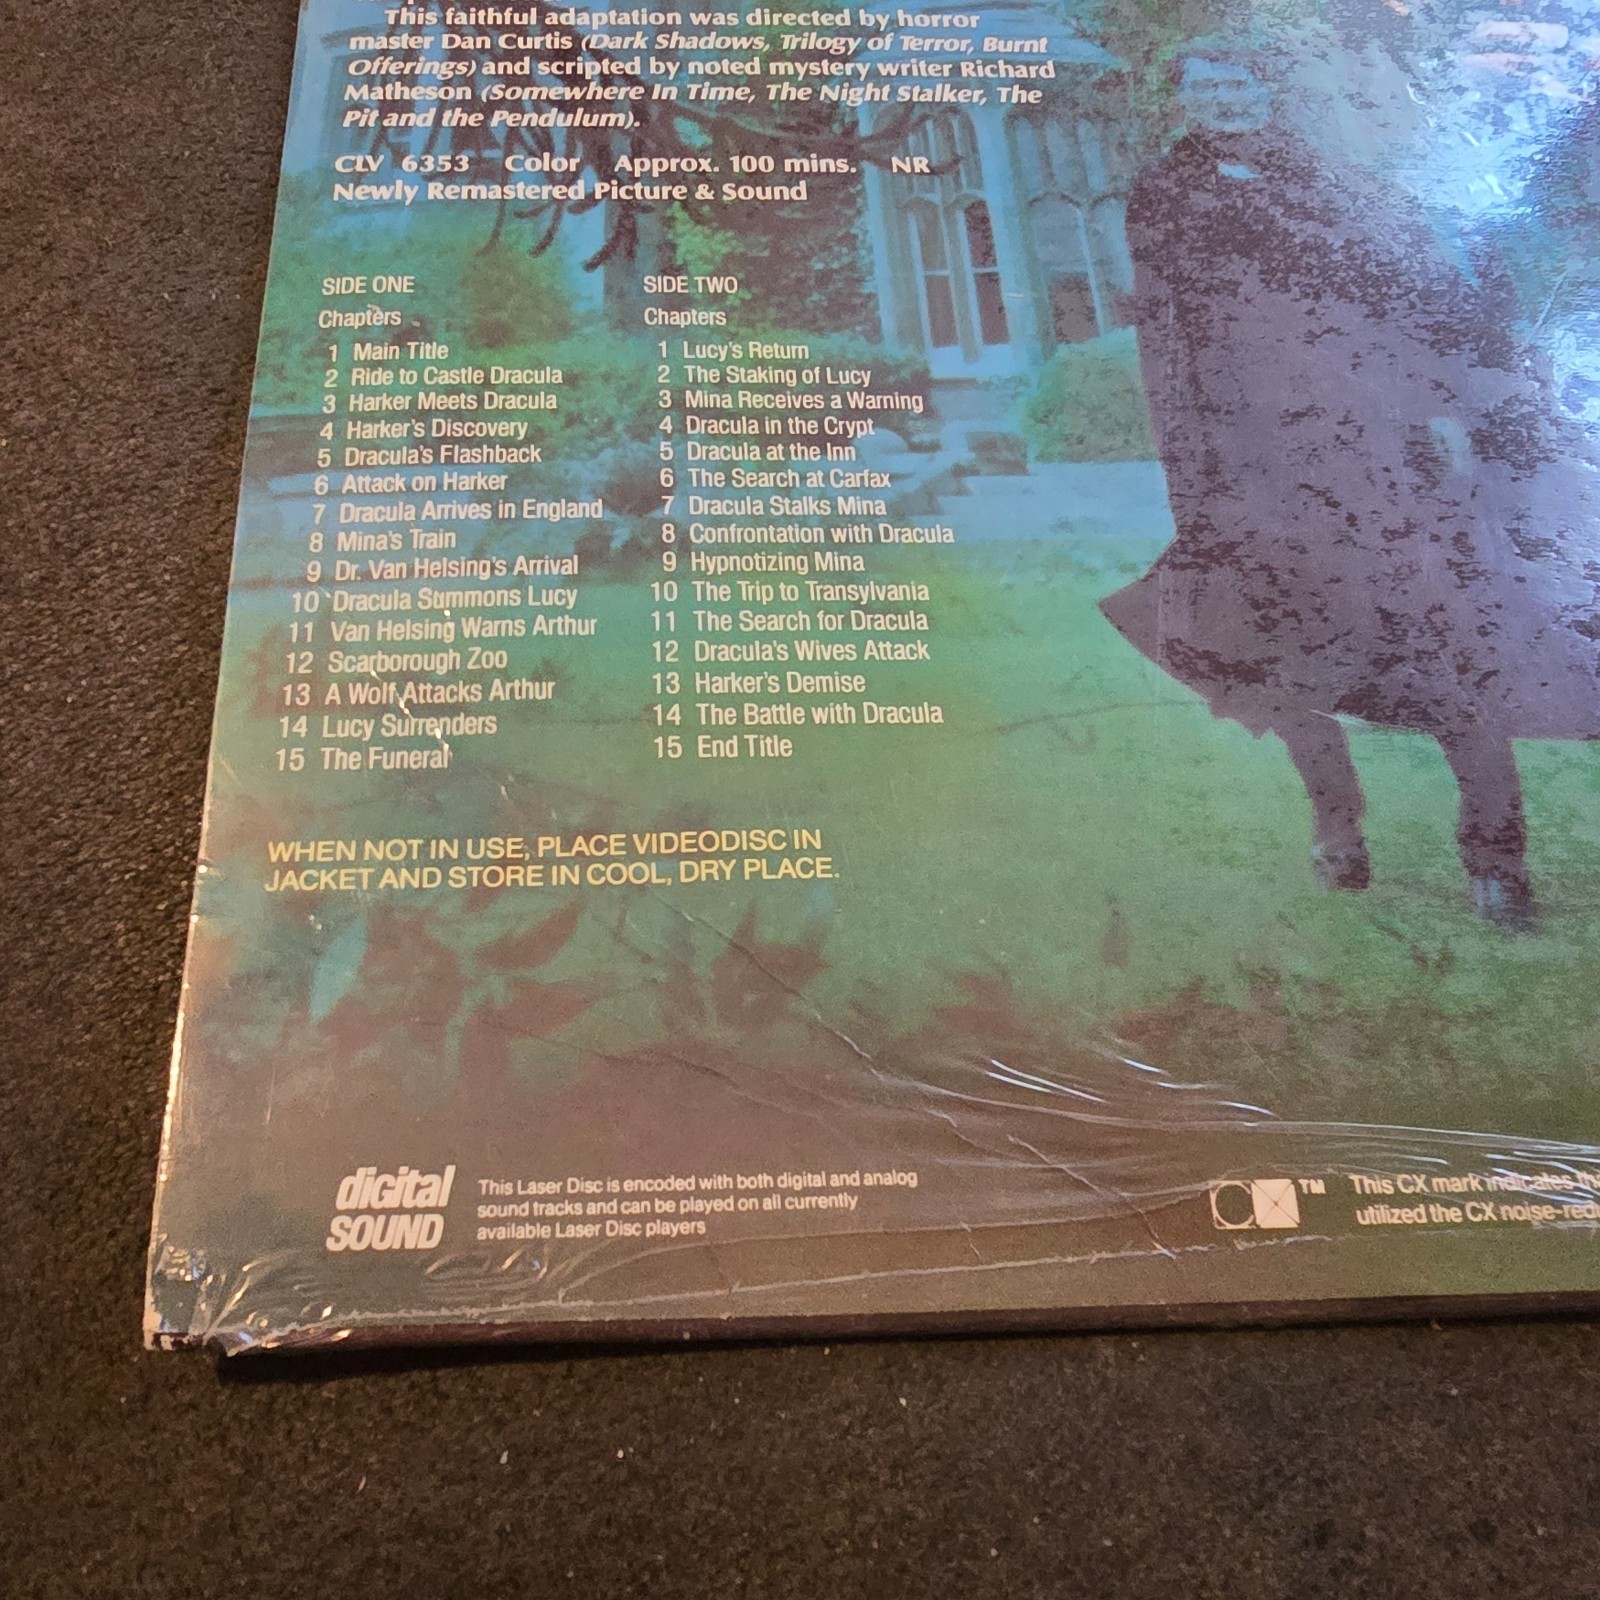 This faithful adaptation was directed by horror
master Dan Curtis (Dark Shadows, Trilogy of Terror, Burnt
Offerings) and scripted by noted mystery writer Richard
Matheson (Somewhere In Time, The Night Stalker, The
Pit and the Pendulum).
CLV 6353 Color Approx. 100 mins. NR
Newly Remastered Picture & Sound
SIDE ONE
Chapters
1 Main Title
2 Ride to Castle Dracula
3 Harker Meets Dracula
4 Harker's Discovery
5 Dracula's Flashback
6 Attack on Harker
7 Dracula Arrives in England
8 Mina's Train
9 Dr. Van Helsing's Arrival
10 Dracula Summons Lucy
11 Van Helsing Warns Arthur
12 Scarborough Zoo
13 A Wolf Attacks Arthur
14 Lucy Surrenders
15 The Funeral
SIDE TWO
Chapters
1 Lucy's Return
2 The Staking of Lucy
3 Mina Receives a Warning
4 Dracula in the Crypt
5 Dracula at the Inn
6 The Search at Carfax
7 Dracula Stalks Mina
8 Confrontation with Dracula
9 Hypnotizing Mina
10 The Trip to Transylvania
11 The Search for Dracula
12 Dracula's Wives Attack
13 Harker's Demise
14 The Battle with Dracula
15 End Title
WHEN NOT IN USE, PLACE VIDEODISC IN
JACKET AND STORE IN COOL, DRY PLACE.
digital
SOUND
This Laser Disc is encoded with both digital and analog
sound tracks and can be played on all currently
available Laser Disc players
CX TM
This CX mark indicates
utilized the CX noise-